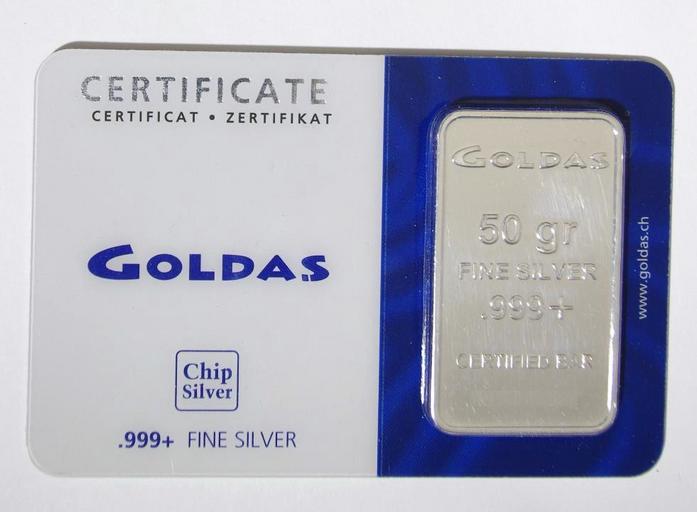 CERTIFICATE
CERTIFICAT • ZERTIFIKAT
GOLDAS
Chip
Silver
.999+ FINE SILVER
GOLDAS
50 gr
FINE SILVER
.999+
CERTIFIED BAR
www.goldas.ch